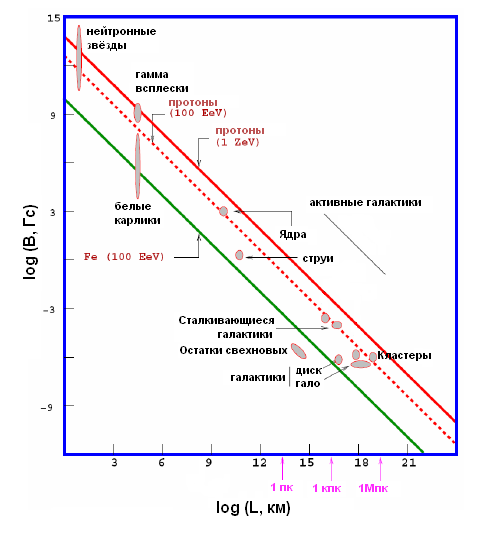 15
нейтронные
звёзды
гамма
всплески
протоны
(100 EeV)
9
протоны
(1 ZeV)
log (B, Гс)
белые
карлики
активные галактики
3
Ядра
Fe (100 EeV)
струи
-3
Сталкивающиеся
галактики
Остатки свехновых
Кластеры
галактики
диск
гало
-9
3
6
9
12
15
18
21
1 пк
1 кпк
1Мпк
log (L, км)